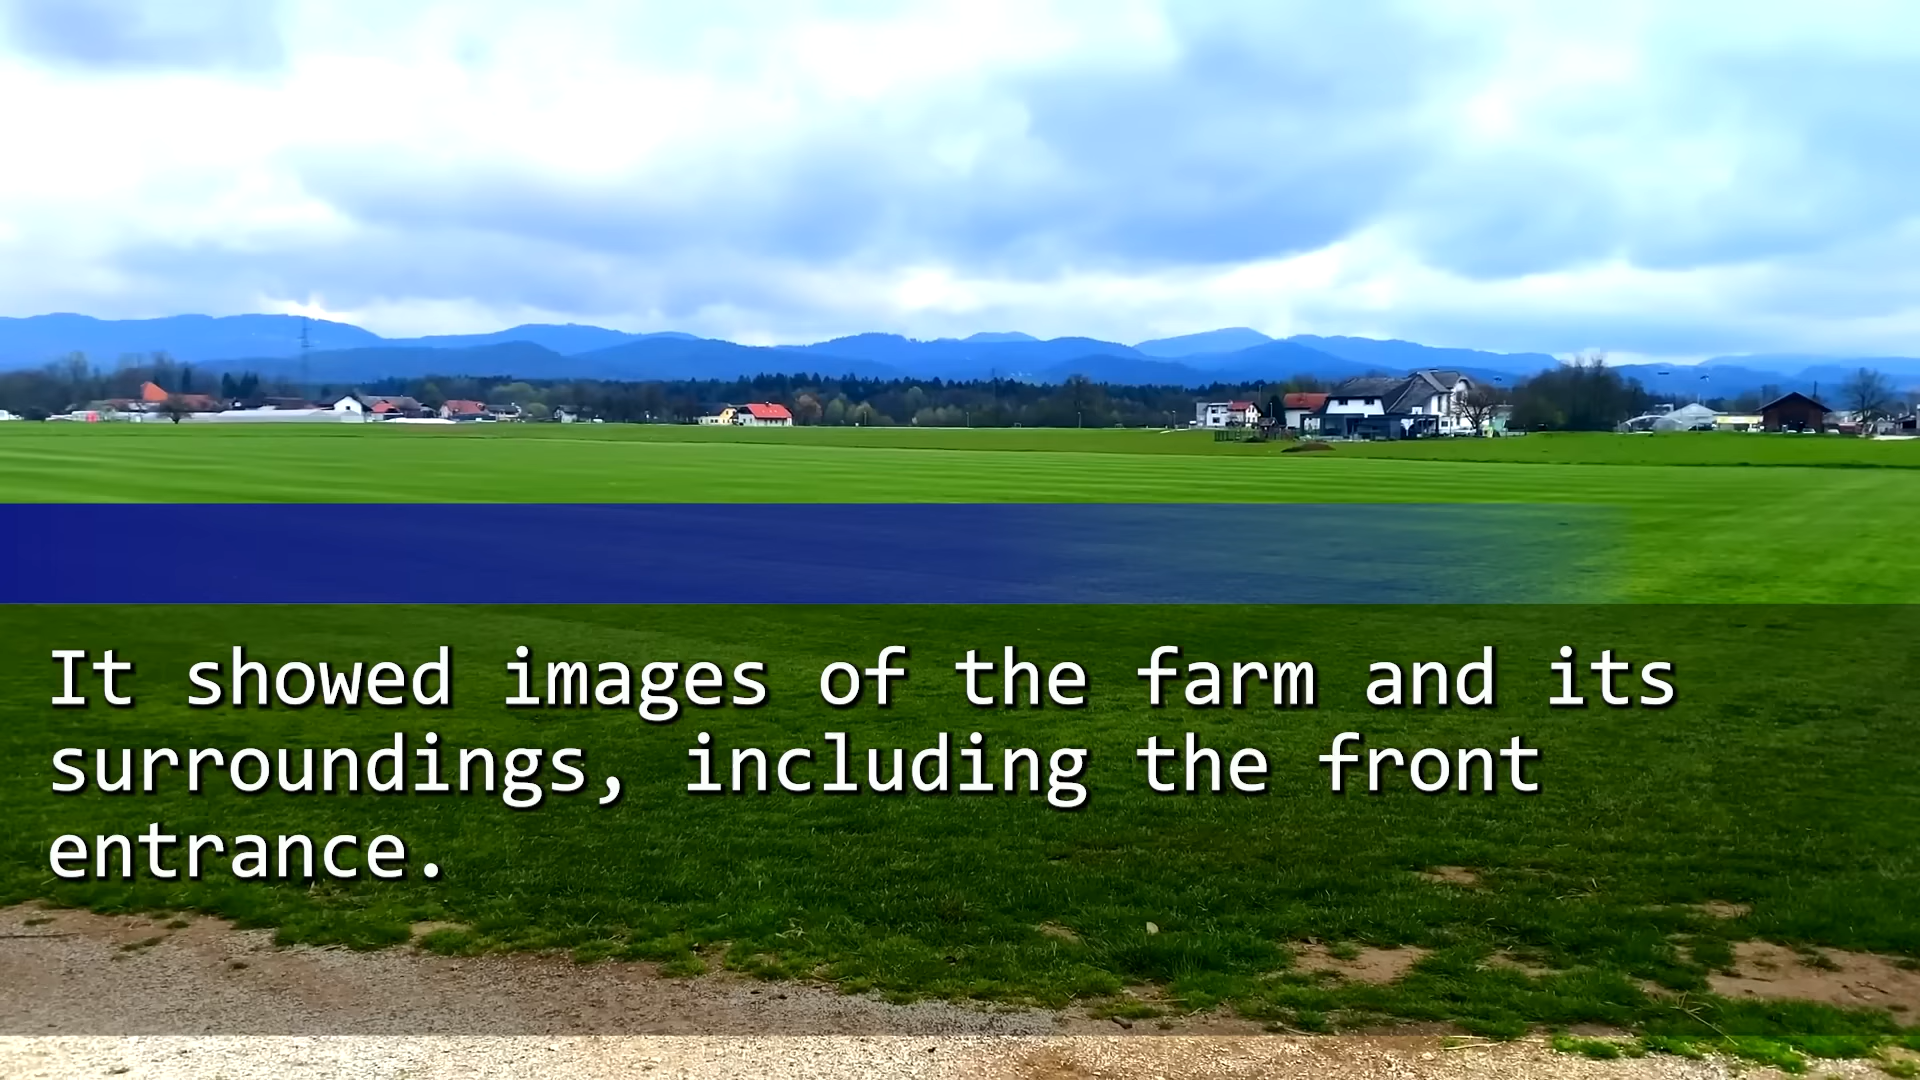 It showed images of the farm and its
surroundings, including the front
entrance.